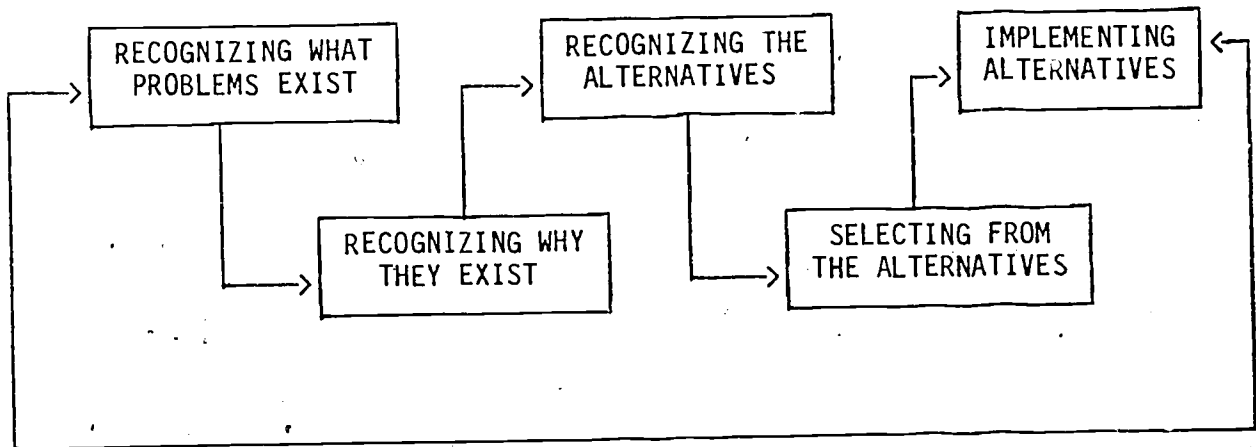 RECOGNIZING WHAT
PROBLEMS EXIST
RECOGNIZING WHY
THEY EXIST
RECOGNIZING THE
ALTERNATIVES
SELECTING FROM
THE ALTERNATIVES
IMPLEMENTING
ALTERNATIVES